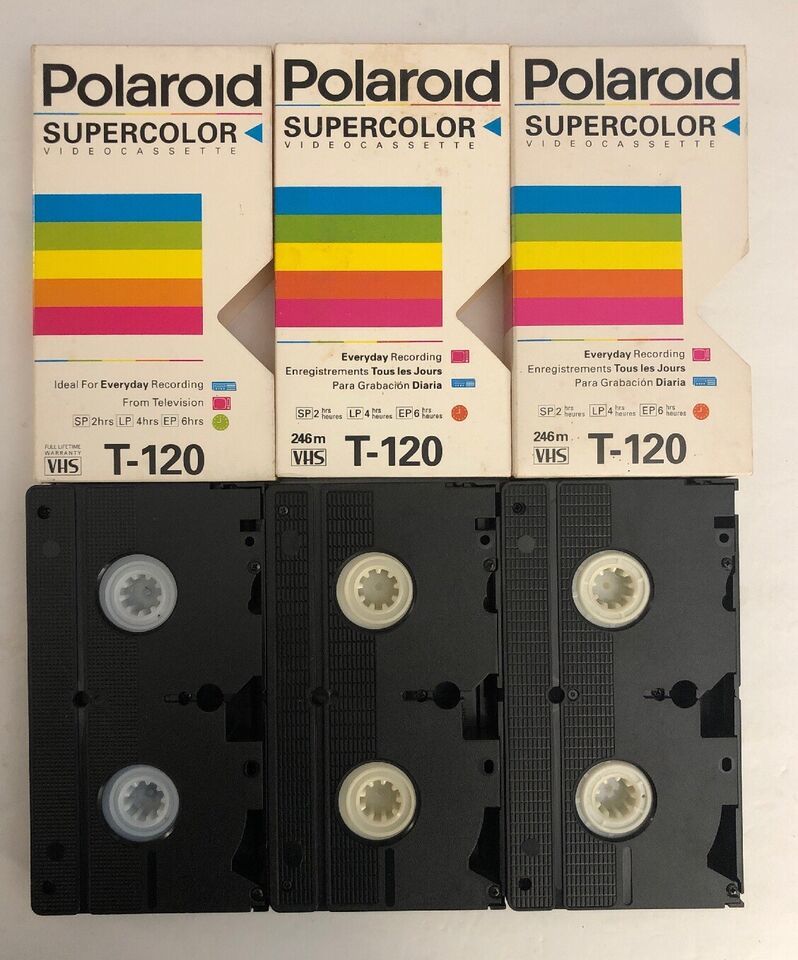 Polaroid
SUPERCOLOR
VIDEOCASSETTE
Ideal For Everyday Recording
From Television
SP 2hrs LP 4hrs EP 6hrs
FULL LIFETIME
WARRANTY
VHS T-120
Polaroid
SUPERCOLOR
VIDEOCASSETTE
Everyday Recording
Enregistrements Tous les Jours
Para Grabación Diaria
SP 2 hrs heures LP 4 hrs heures EP 6 hrs heures
246m
VHS T-120
Polaroid
SUPERCOLOR
VIDEOCASSETTE
Everyday Recording
Enregistrements Tous les Jours
Para Grabación Diaria
SP 2 hrs heures LP 4 hrs heures EP 6 hrs heures
246m
VHS T-120